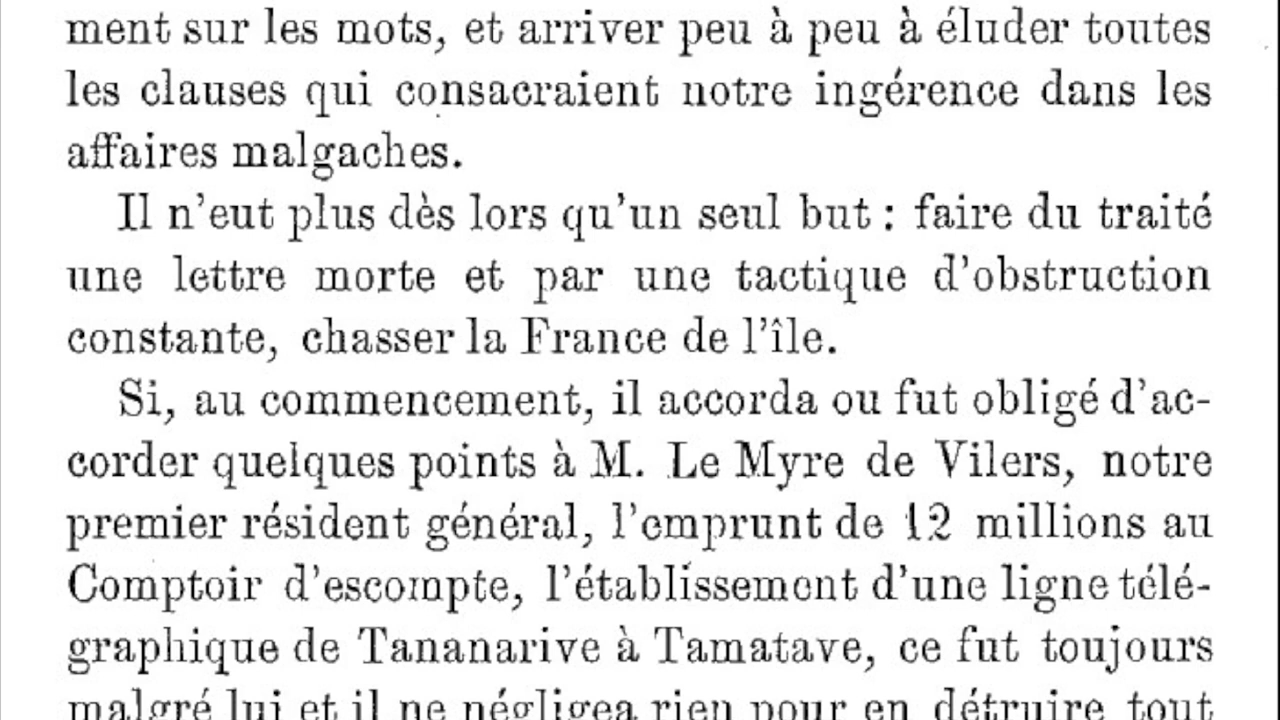 ment sur les mots, et arriver peu à peu à éluder toutes
les clauses qui consacraient notre ingérence dans les
affaires malgaches.
Il n'eut plus dès lors qu'un seul but : faire du traité
une lettre morte et par une tactique d'obstruction
constante, chasser la France de l'île.
Si, au commencement, il accorda ou fut obligé d'ac-
corder quelques points à M. Le Myre de Vilers, notre
premier résident général, l'emprunt de 12 millions au
Comptoir d'escompte, l'établissement d'une ligne télé-
graphique de Tananarive à Tamatave, ce fut toujours
malgré lui et il ne négligea rien pour en détruire tout